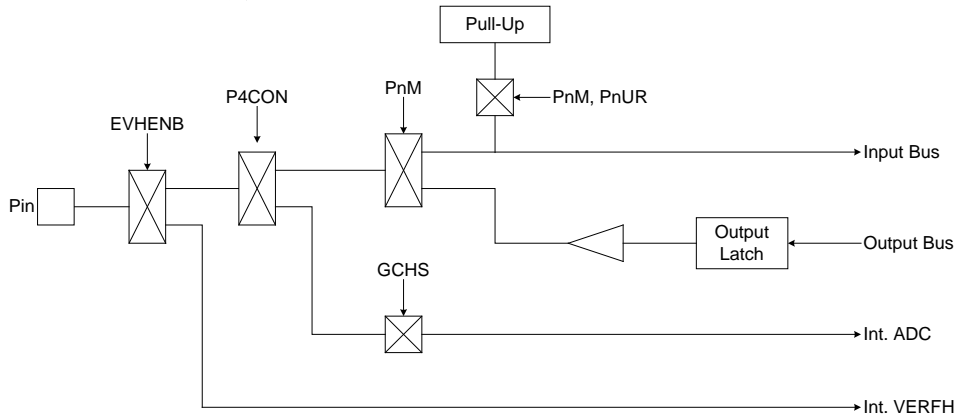 Pull-Up
PnM
PnM, PnUR
P4CON
EVHENB
Input Bus
Pin
Output
Latch
Output Bus
GCHS
Int. ADC
Int. VERFH